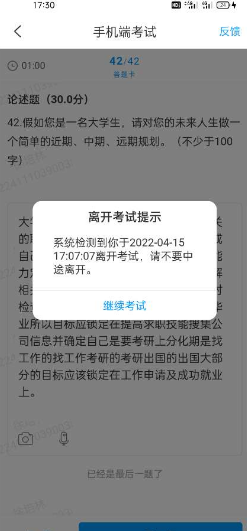 17:30
手机端考试
反馈
01:00
42/42
答题卡
论述题（30.0分）
42.假如您是一名大学生，请对您的未来人生做一
个简单的近期、中期、远期规划。（不少于100
字）
离开考试提示
系统检测到你于2022-04-15
17:07:07离开考试，请不要中
途离开。
继续考试
业所以目标应锁定在提高求职技能搜集公
司信息并确定自己是要考研上分化期是找
工作的找工作考研的考研出国的出国大部
分的目标应该锁定在工作申请及成功就业
上。
已经是最后一题了